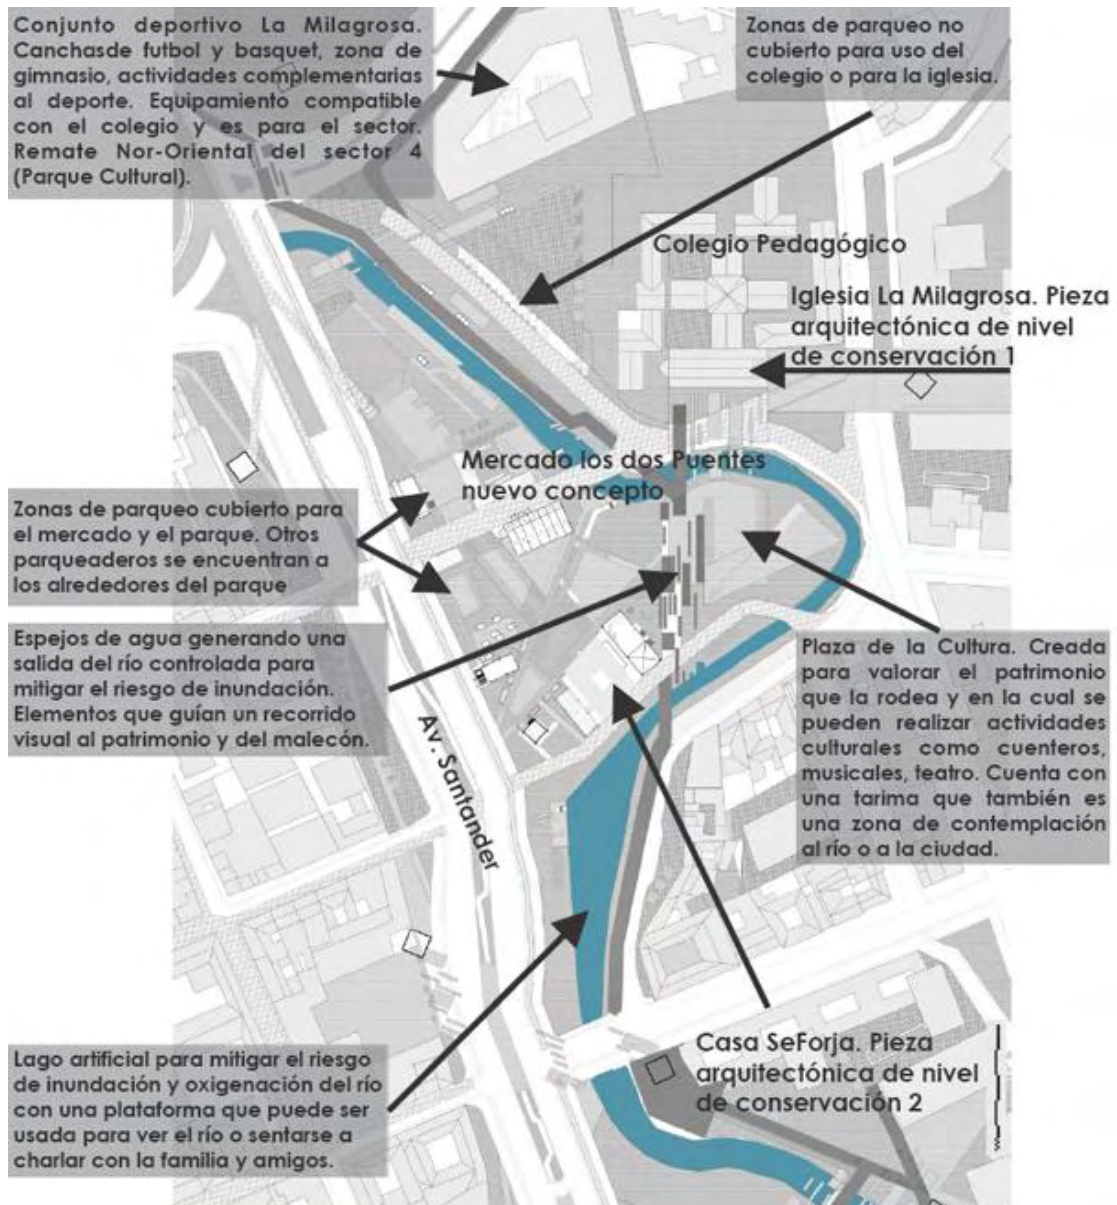 Conjunto deportivo La Milagrosa.
Canchasde futbol y basquet, zona de
gimnasio, actividades complementarias
al deporte. Equipamiento compatible
con el colegio y es para el sector.
Remate Nor-Oriental del sector 4
(Parque Cultural).
Zonas de parqueo no
cubierto para uso del
colegio o para la iglesia.
Colegio Pedagógico
Iglesia La Milagrosa. Pieza
arquitectónica de nivel
de conservación 1
Mercado los dos Puentes
nuevo concepto
Zonas de parqueo cubierto para
el mercado y el parque. Otros
parqueaderos se encuentran a
los alrededores del parque
Espejos de agua generando una
salida del río controlada para
mitigar el riesgo de inundación.
Elementos que guían un recorrido
visual al patrimonio y del malecón.
Av. Santander
Plaza de la Cultura. Creada
para valorar el patrimonio
que la rodea y en la cual se
pueden realizar actividades
culturales como cuenteros,
musicales, teatro. Cuenta con
una tarima que también es
una zona de contemplación
al río o a la ciudad.
Casa SeForja. Pieza
arquitectónica de nivel
de conservación 2
Lago artificial para mitigar el riesgo
de inundación y oxigenación del río
con una plataforma que puede ser
usada para ver el río o sentarse a
charlar con la familia y amigos.